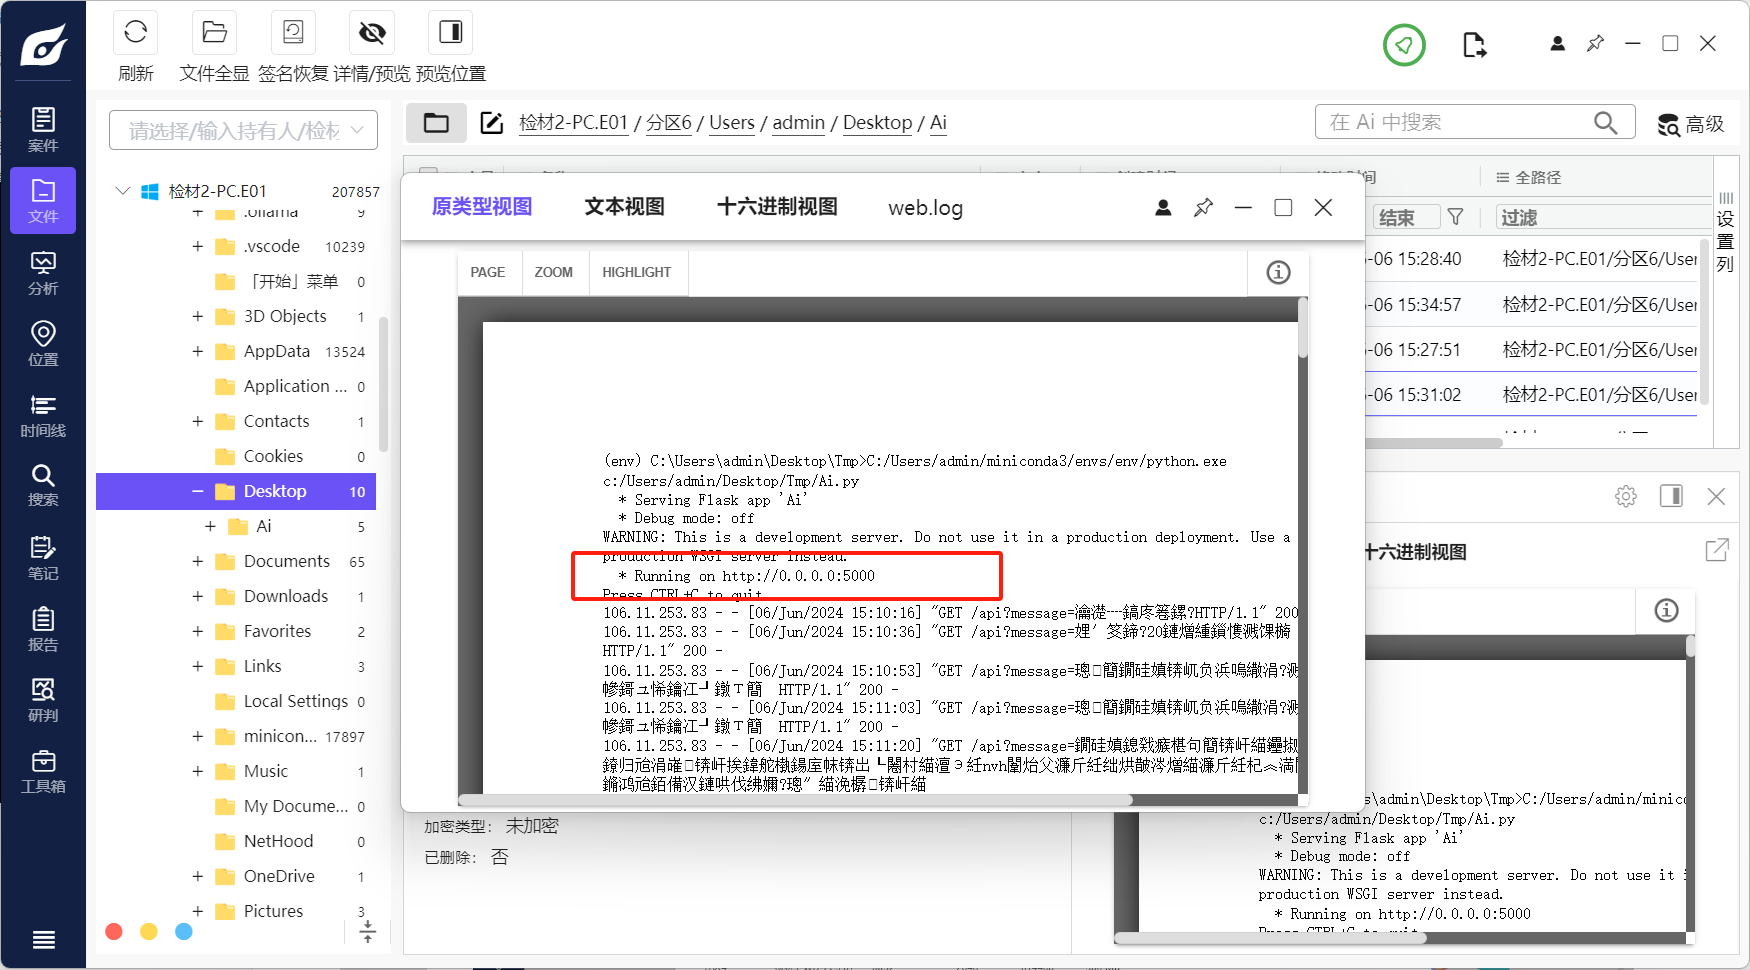 刷新
文件全显
签名恢复
详情/预览
预览位置
案件
文件
分析
位置
时间线
搜索
笔记
报告
研判
工具箱
请选择/输入持有人/检材
检材2-PC.E01 207857
.ollama 9
.vscode 10239
「开始」菜单 0
3D Objects 1
AppData 13524
Application ... 0
Contacts 1
Cookies 0
Desktop 10
Ai 5
Documents 65
Downloads 1
Favorites 2
Links 3
Local Settings 0
minicon... 17897
Music 1
My Docume... 0
NetHood 0
OneDrive 1
Pictures 3
检材2-PC.E01 / 分区6 / Users / admin / Desktop / Ai
在 Ai 中搜索
高级
全路径
结束
过滤
设置列
-06 15:28:40 检材2-PC.E01/分区6/User
-06 15:34:57 检材2-PC.E01/分区6/User
-06 15:27:51 检材2-PC.E01/分区6/User
-06 15:31:02 检材2-PC.E01/分区6/User
原类型视图 文本视图 十六进制视图 web.log
PAGE ZOOM HIGHLIGHT
(env) C:\Users\admin\Desktop\Tmp>C:/Users/admin/miniconda3/envs/env/python.exe
c:/Users/admin/Desktop/Tmp/Ai.py
* Serving Flask app 'Ai'
* Debug mode: off
WARNING: This is a development server. Do not use it in a production deployment. Use a
production WSGI server instead.
* Running on http://0.0.0.0:5000
Press CTRL+C to quit
106.11.253.83 - - [06/Jun/2024 15:10:16] "GET /api?message= HTTP/1.1" 200
106.11.253.83 - - [06/Jun/2024 15:10:36] "GET /api?message=
HTTP/1.1" 200 -
106.11.253.83 - - [06/Jun/2024 15:10:53] "GET /api?message=
HTTP/1.1" 200 -
106.11.253.83 - - [06/Jun/2024 15:11:03] "GET /api?message=
HTTP/1.1" 200 -
106.11.253.83 - - [06/Jun/2024 15:11:20] "GET /api?message=
加密类型: 未加密
已删除: 否
十六进制视图
s\admin\Desktop\Tmp>C:/Users/admin/minicc
c:/Users/admin/Desktop/Tmp/Ai.py
* Serving Flask app 'Ai'
* Debug mode: off
WARNING: This is a development server. Do not use it i
production WSGI server instead.
* Running on http://0.0.0.0:5000
Press CTRL+C to quit